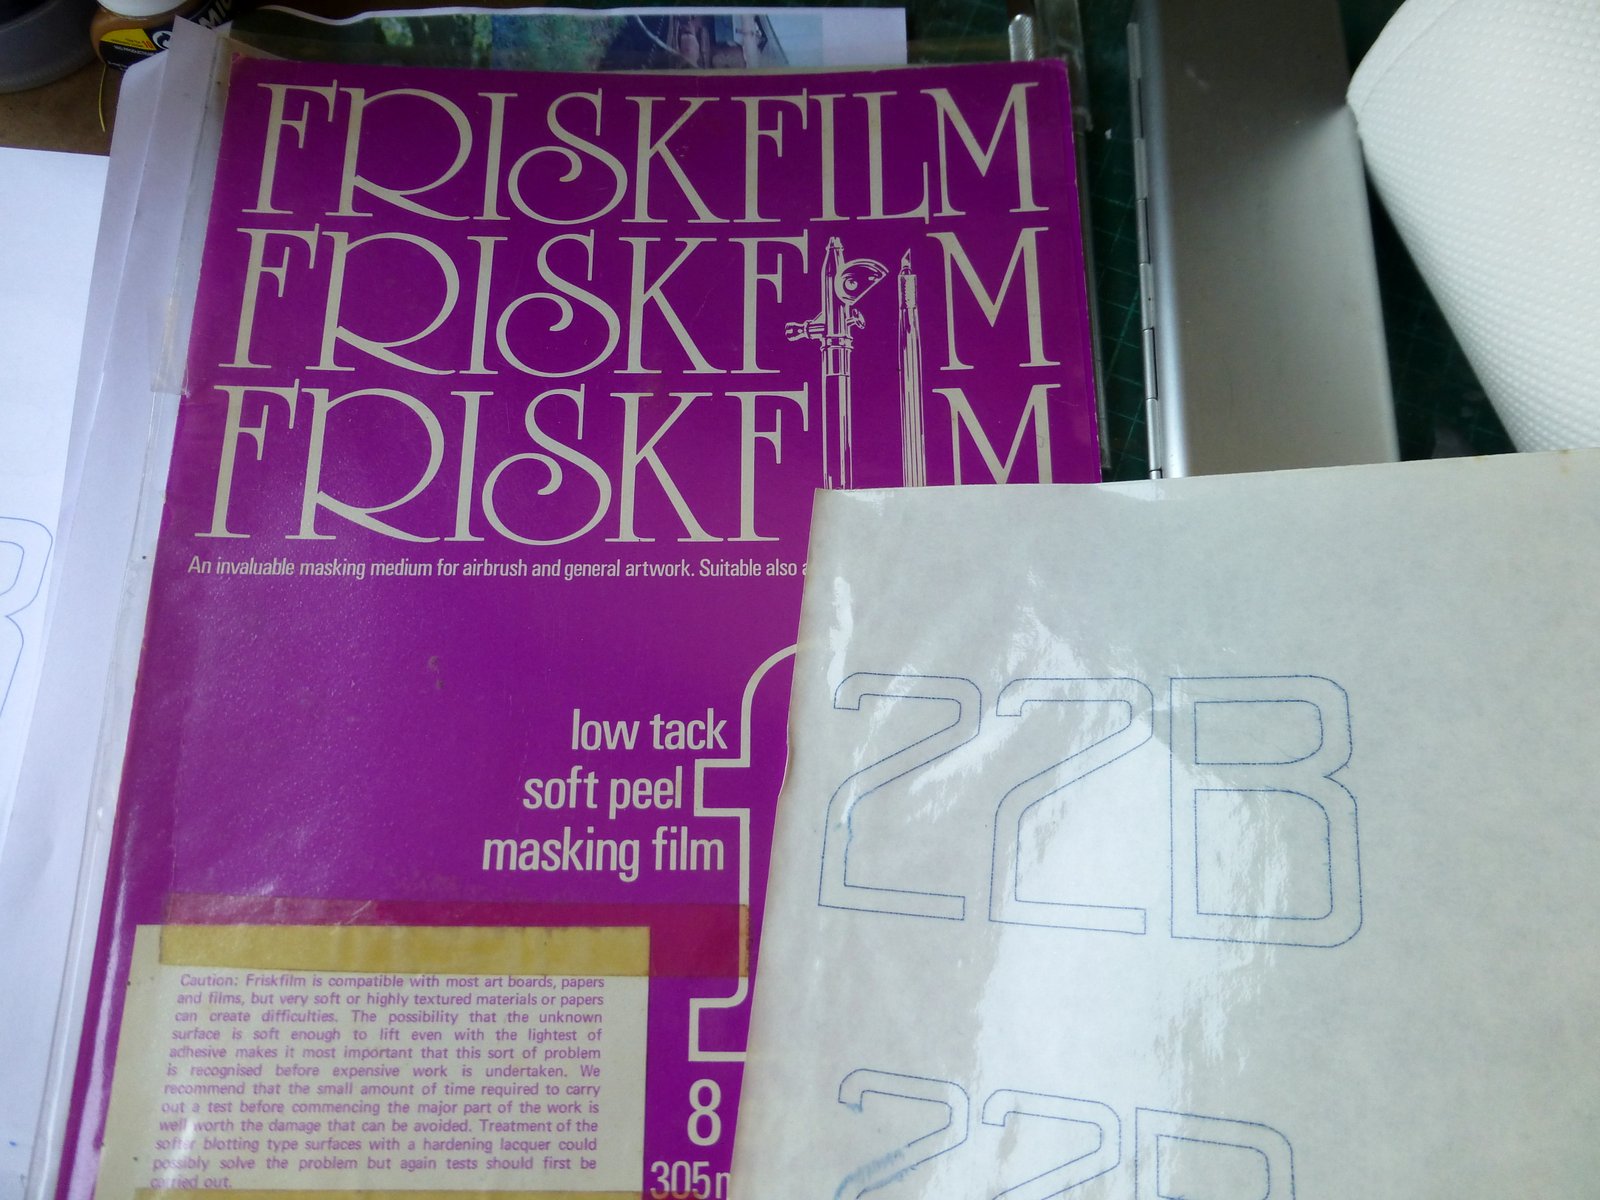 FRISKFILM
FRISKF M
FRISKF M
An invaluable masking medium for airbrush and general artwork. Suitable also
low tack
soft peel
masking film
Caution: Friskfilm is compatible with most art boards, papers
and films, but very soft or highly textured materials or papers
can create difficulties. The possibility that the unknown
surface is soft enough to lift even with the lightest of
adhesive makes it most important that this sort of problem
is recognised before expensive work is undertaken. We
recommend that the small amount of time required to carry
out a test before commencing the major part of the work is
well worth the damage that can be avoided. Treatment of the
softer blotting type surfaces with a hardening lacquer could
possibly solve the problem but again tests should first be
carried out.
8
305m
22B
22B